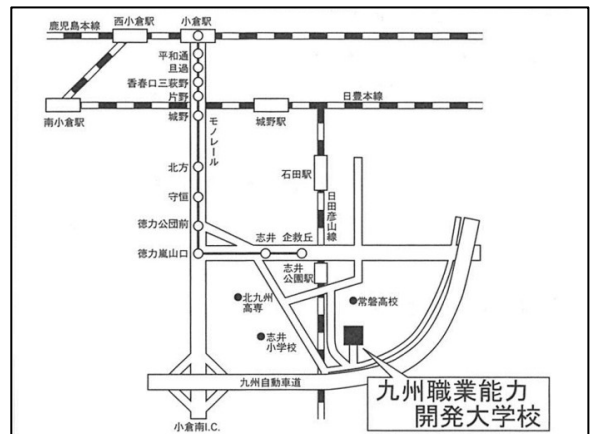 鹿児島本線
西小倉駅
小倉駅
平和通
旦過
香春口三萩野
片野
城野
南小倉駅
城野駅
日豊本線
モノレール
北方
石田駅
守恒
日田彦山線
徳力公団前
徳力嵐山口
志井
企救丘
志井
公園駅
北九州
高専
常磐高校
志井
小学校
九州自動車道
九州職業能力
開発大学校
小倉南I.C.